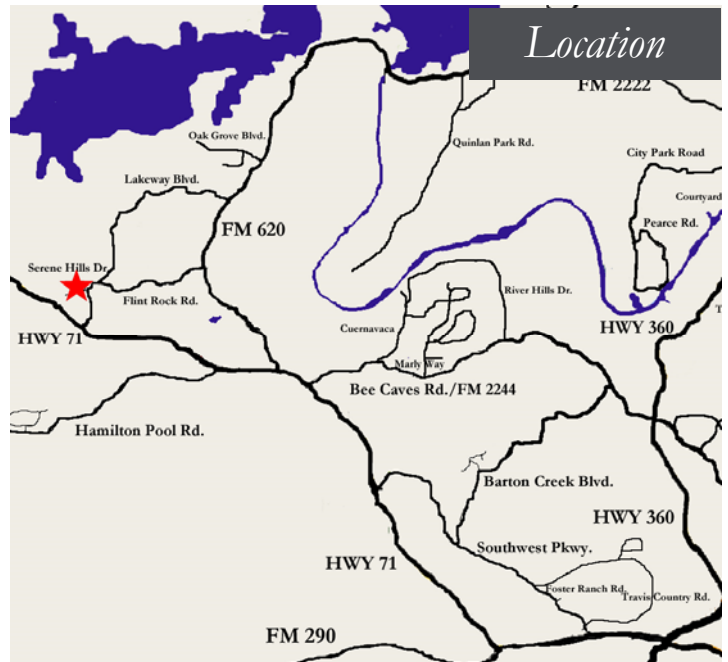 Location
FM 2222
Oak Grove Blvd.
Quinlan Park Rd.
City Park Road
Lakeway Blvd.
Courtyard
Pearce Rd.
FM 620
Serene Hills Dr.
Flint Rock Rd.
River Hills Dr.
Cuernavaca
HWY 360
HWY 71
Marly Way
Bee Caves Rd./FM 2244
Hamilton Pool Rd.
Barton Creek Blvd.
HWY 360
Southwest Pkwy.
HWY 71
Foster Ranch Rd.
Travis Country Rd.
FM 290